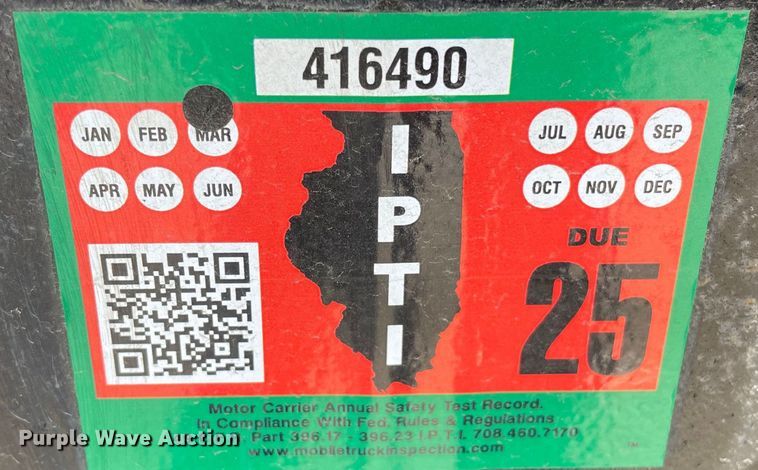 416490
JAN FEB MAR
APR MAY JUN
I
P
T
I
JUL AUG SEP
OCT NOV DEC
DUE
25
Motor Carrier Annual Safety Test Record.
In Compliance With Fed. Rules & Regulations
Part 396.17 - 396.23 I.P.T.I. 708.460.7170
www.mobiletruckinspection.com
TM
Purple Wave Auction